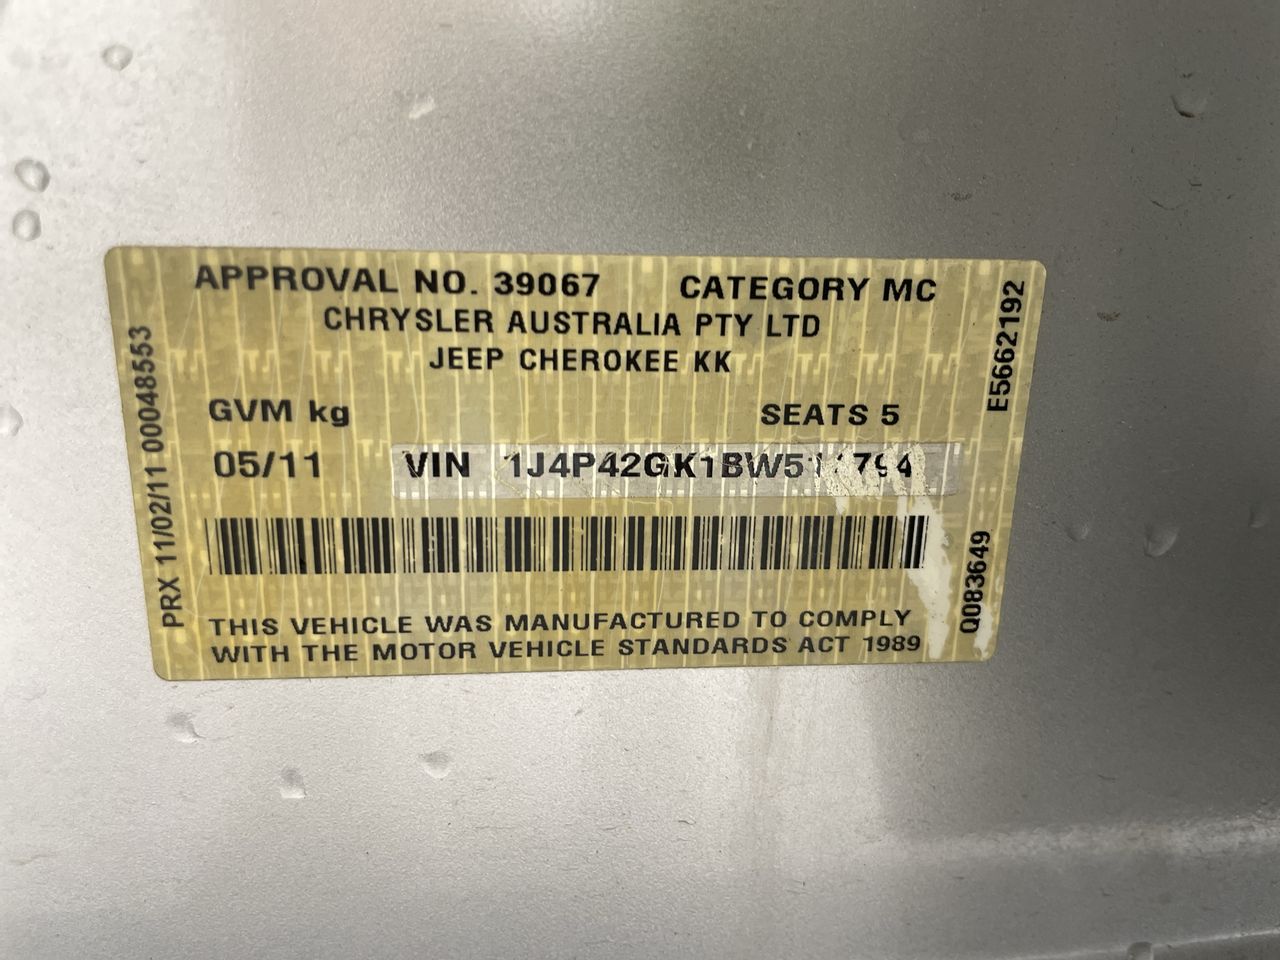 APPROVAL NO. 39067 CATEGORY MC
CHRYSLER AUSTRALIA PTY LTD
JEEP CHEROKEE KK
GVM kg SEATS 5
05/11 VIN
THIS VEHICLE WAS MANUFACTURED TO COMPLY
WITH THE MOTOR VEHICLE STANDARDS ACT 1989
PRX 11/02/11 00048553
E5662192
Q083649